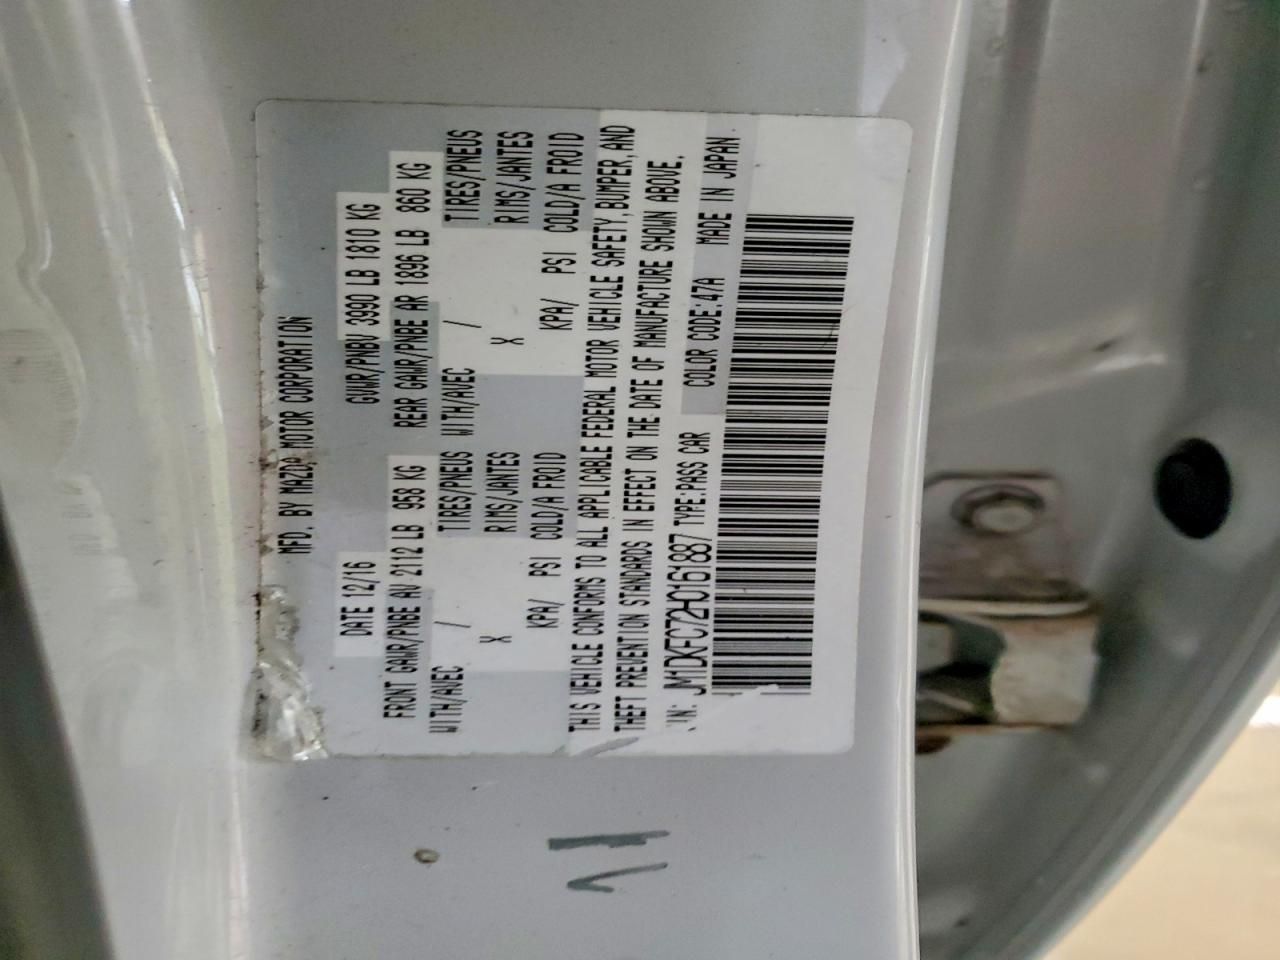 MFD. BY MAZDA MOTOR CORPORATION
DATE 12/16 GVWR/PNBV 3990 LB 1810 KG
FRONT GAWR/PNBE AV 2112 LB 958 KG REAR GAWR/PNBE AR 1896 LB 860 KG
WITH/AVEC TIRES/PNEUS WITH/AVEC TIRES/PNEUS
/ RIMS/JANTES / RIMS/JANTES
X X
KPA/ PSI COLD/A FROID KPA/ PSI COLD/A FROID
THIS VEHICLE CONFORMS TO ALL APPLICABLE FEDERAL MOTOR VEHICLE SAFETY, BUMPER, AND
THEFT PREVENTION STANDARDS IN EFFECT ON THE DATE OF MANUFACTURE SHOWN ABOVE.
VIN: JM1DKFC72H0161887 TYPE:PASS CAR COLOR CODE:47A MADE IN JAPAN